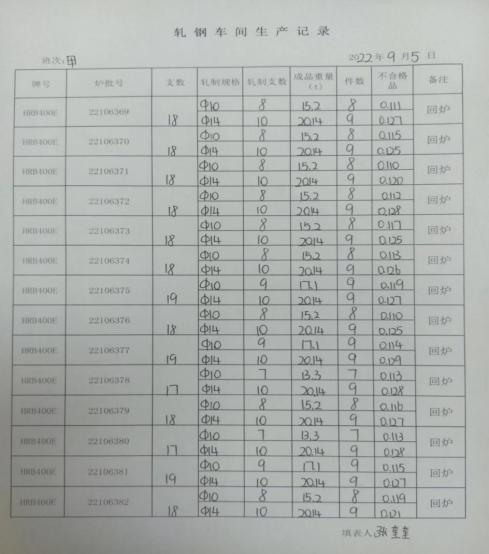 轧钢车间生产记录
班次:甲 2022年9月5日
牌号 炉批号 支数 轧制规格 轧制支数 成品重量(t) 件数 不合格品 备注
HRB400E 22106369 18 Φ10 8 15.2 8 0.111 回炉
Φ14 10 20.14 9 0.127
HRB400E 22106370 18 Φ10 8 15.2 8 0.115 回炉
Φ14 10 20.14 9 0.125
HRB400E 22106371 18 Φ10 8 15.2 8 0.110 回炉
Φ14 10 20.14 9 0.120
HRB400E 22106372 18 Φ10 8 15.2 8 0.112 回炉
Φ14 10 20.14 9 0.128
HRB400E 22106373 18 Φ10 8 15.2 8 0.117 回炉
Φ14 10 20.14 9 0.125
HRB400E 22106374 18 Φ10 8 15.2 8 0.113 回炉
Φ14 10 20.14 9 0.126
HRB400E 22106375 19 Φ10 9 17.1 9 0.119 回炉
Φ14 10 20.14 9 0.127
HRB400E 22106376 18 Φ10 8 15.2 8 0.110 回炉
Φ14 10 20.14 9 0.125
HRB400E 22106377 19 Φ10 9 17.1 9 0.114 回炉
Φ14 10 20.14 9 0.129
HRB400E 22106378 17 Φ10 7 13.3 7 0.113 回炉
Φ14 10 20.14 9 0.128
HRB400E 22106379 18 Φ10 8 15.2 8 0.116 回炉
Φ14 10 20.14 9 0.127
HRB400E 22106380 17 Φ10 7 13.3 7 0.113 回炉
Φ14 10 20.14 9 0.128
HRB400E 22106381 19 Φ10 9 17.1 9 0.115 回炉
Φ14 10 20.14 9 0.127
HRB400E 22106382 18 Φ10 8 15.2 8 0.119 回炉
Φ14 10 20.14 9 0.121
填表人 张奎奎